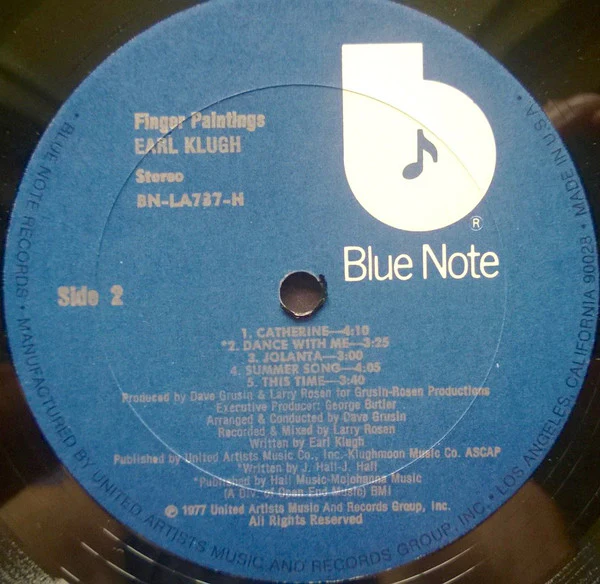 Finger Paintings
EARL KLUGH
Stereo
BN-LA737-H
Side 2
b
®
Blue Note
1. CATHERINE—4:10
*2. DANCE WITH ME—3:25
3. JOLANTA—3:00
4. SUMMER SONG—4:05
5. THIS TIME—3:40
Produced by Dave Grusin & Larry Rosen for Grusin-Rosen Productions
Executive Producer: George Butler
Arranged & Conducted by Dave Grusin
Recorded & Mixed by Larry Rosen
Written by Earl Klugh
Published by United Artists Music Co., Inc.-Klughmoon Music Co. ASCAP
*Written by J. Hall-J. Hall
*Published by Hall Music-Mojohanna Music
(A Div. of Open End Music) BMI
℗ 1977 United Artists Music And Records Group, Inc.
All Rights Reserved
• BLUE NOTE RECORDS • MANUFACTURED BY UNITED ARTISTS MUSIC AND RECORDS GROUP, INC. • LOS ANGELES, CALIFORNIA 90028 • MADE IN U.S.A.